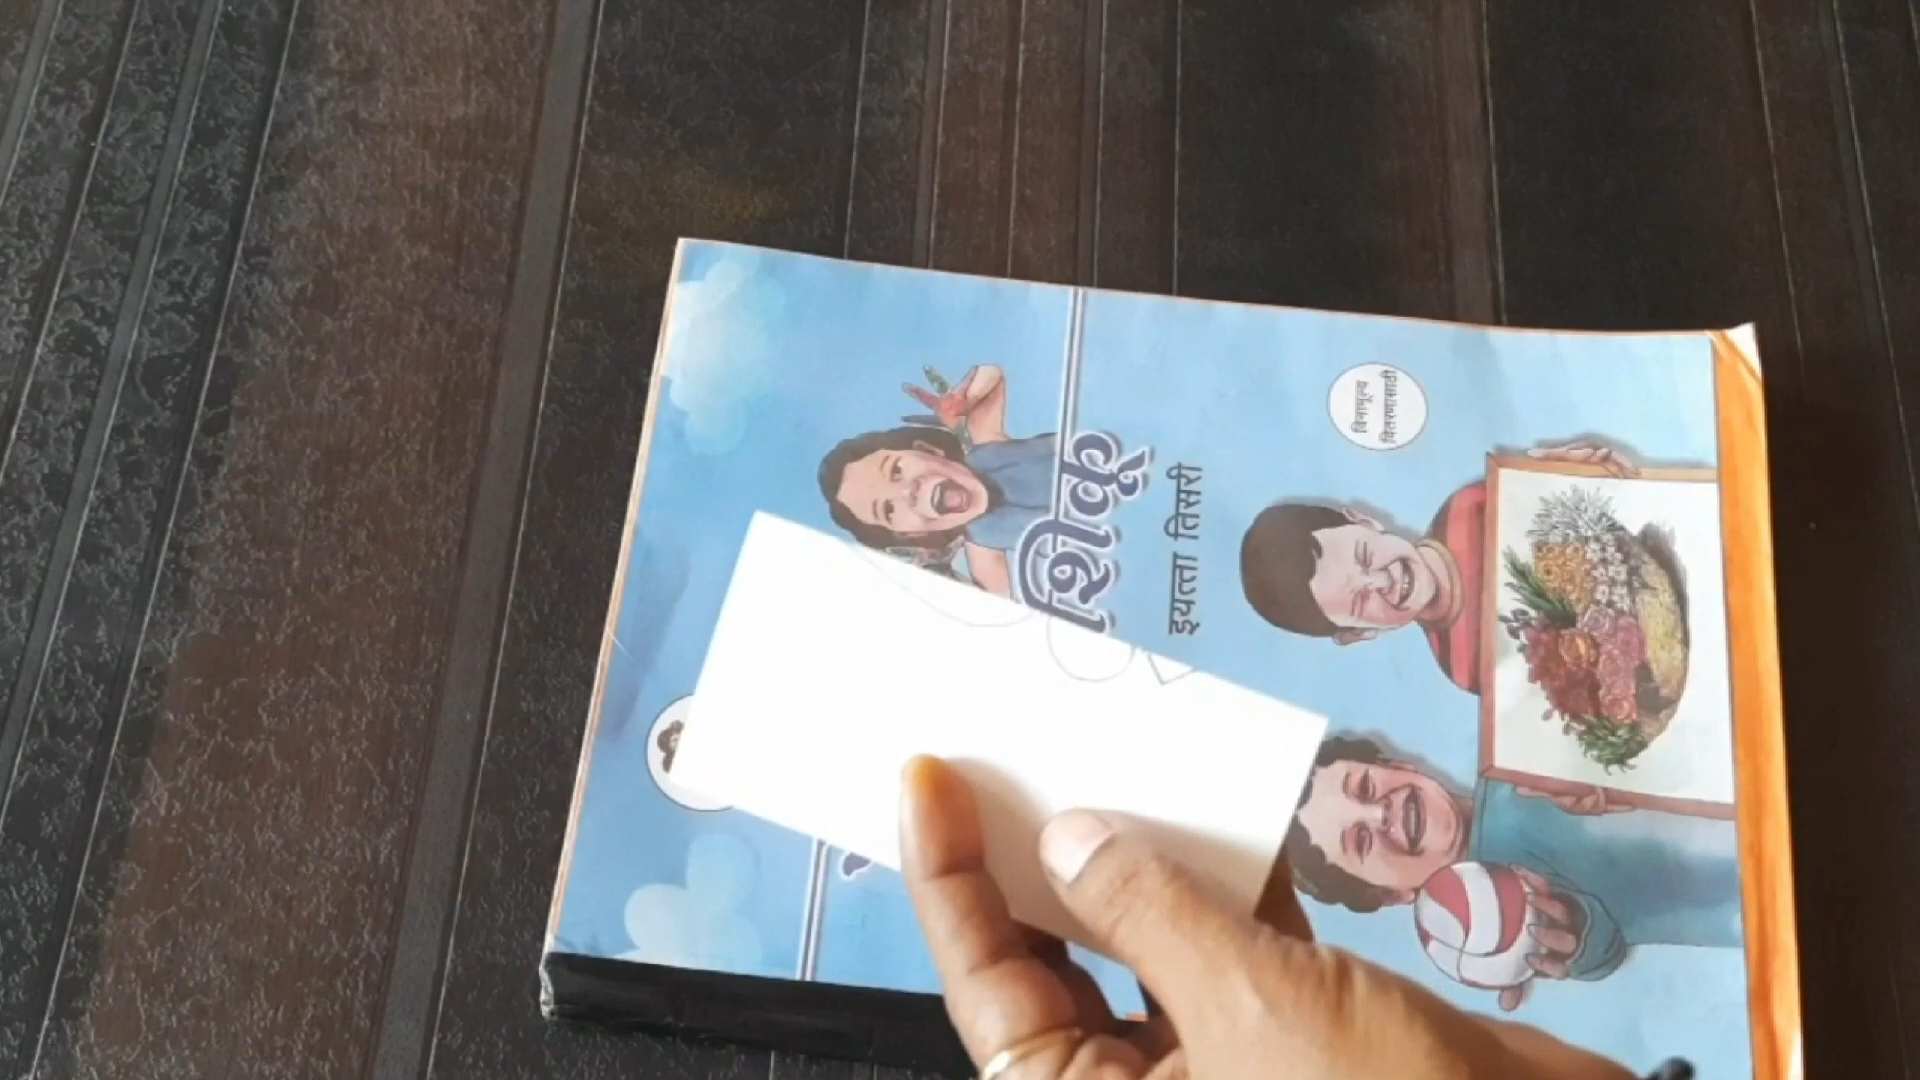 शिकू
इयत्ता तिसरी
विनामूल्य
वितरणासाठी